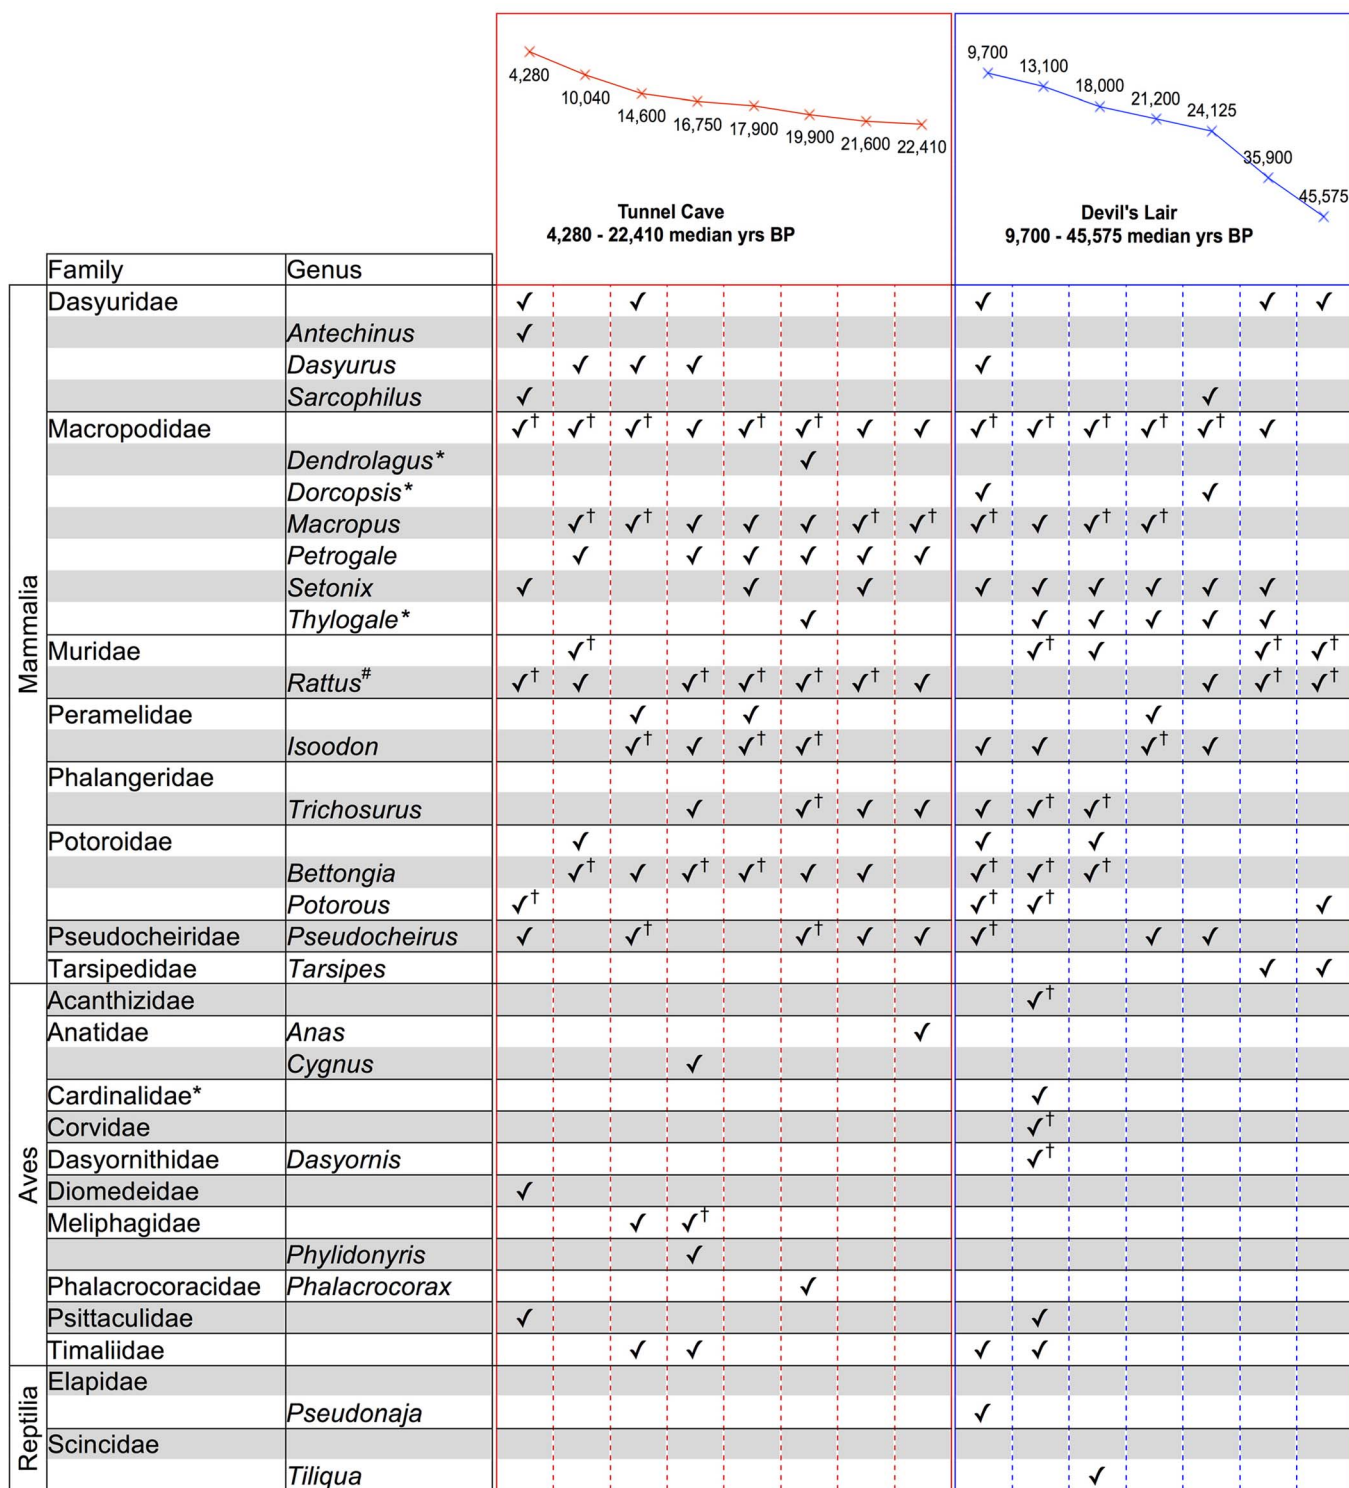 4,280
10,040
14,600
16,750
17,900
19,900
21,600
22,410
Tunnel Cave
4,280 - 22,410 median yrs BP
9,700
13,100
18,000
21,200
24,125
35,900
45,575
Devil's Lair
9,700 - 45,575 median yrs BP
Family Genus
Mammalia
Dasyuridae ✓ ✓ ✓ ✓ ✓
Antechinus ✓
Dasyurus ✓ ✓ ✓ ✓
Sarcophilus ✓ ✓
Macropodidae ✓† ✓† ✓† ✓ ✓† ✓† ✓ ✓ ✓† ✓† ✓† ✓† ✓† ✓
Dendrolagus* ✓
Dorcopsis* ✓ ✓
Macropus ✓† ✓† ✓ ✓ ✓ ✓† ✓† ✓† ✓ ✓† ✓†
Petrogale ✓ ✓ ✓ ✓ ✓ ✓
Setonix ✓ ✓ ✓ ✓ ✓ ✓ ✓ ✓ ✓
Thylogale* ✓ ✓ ✓ ✓ ✓ ✓
Muridae ✓† ✓† ✓ ✓† ✓†
Rattus# ✓† ✓ ✓† ✓† ✓† ✓† ✓ ✓ ✓† ✓†
Peramelidae ✓ ✓ ✓
Isoodon ✓† ✓ ✓† ✓† ✓ ✓ ✓† ✓
Phalangeridae
Trichosurus ✓ ✓† ✓ ✓ ✓ ✓† ✓†
Potoroidae ✓ ✓ ✓
Bettongia ✓† ✓ ✓† ✓† ✓ ✓ ✓† ✓† ✓†
Potorous ✓† ✓† ✓† ✓
Pseudocheiridae Pseudocheirus ✓ ✓† ✓† ✓ ✓ ✓† ✓ ✓
Tarsipedidae Tarsipes ✓ ✓
Aves
Acanthizidae ✓†
Anatidae Anas ✓
Cygnus ✓
Cardinalidae* ✓
Corvidae ✓†
Dasyornithidae Dasyornis ✓†
Diomedeidae ✓
Meliphagidae ✓ ✓†
Phylidonyris ✓
Phalacrocoracidae Phalacrocorax ✓
Psittaculidae ✓ ✓
Timaliidae ✓ ✓ ✓ ✓
Reptilia
Elapidae
Pseudonaja ✓
Scincidae
Tiliqua ✓